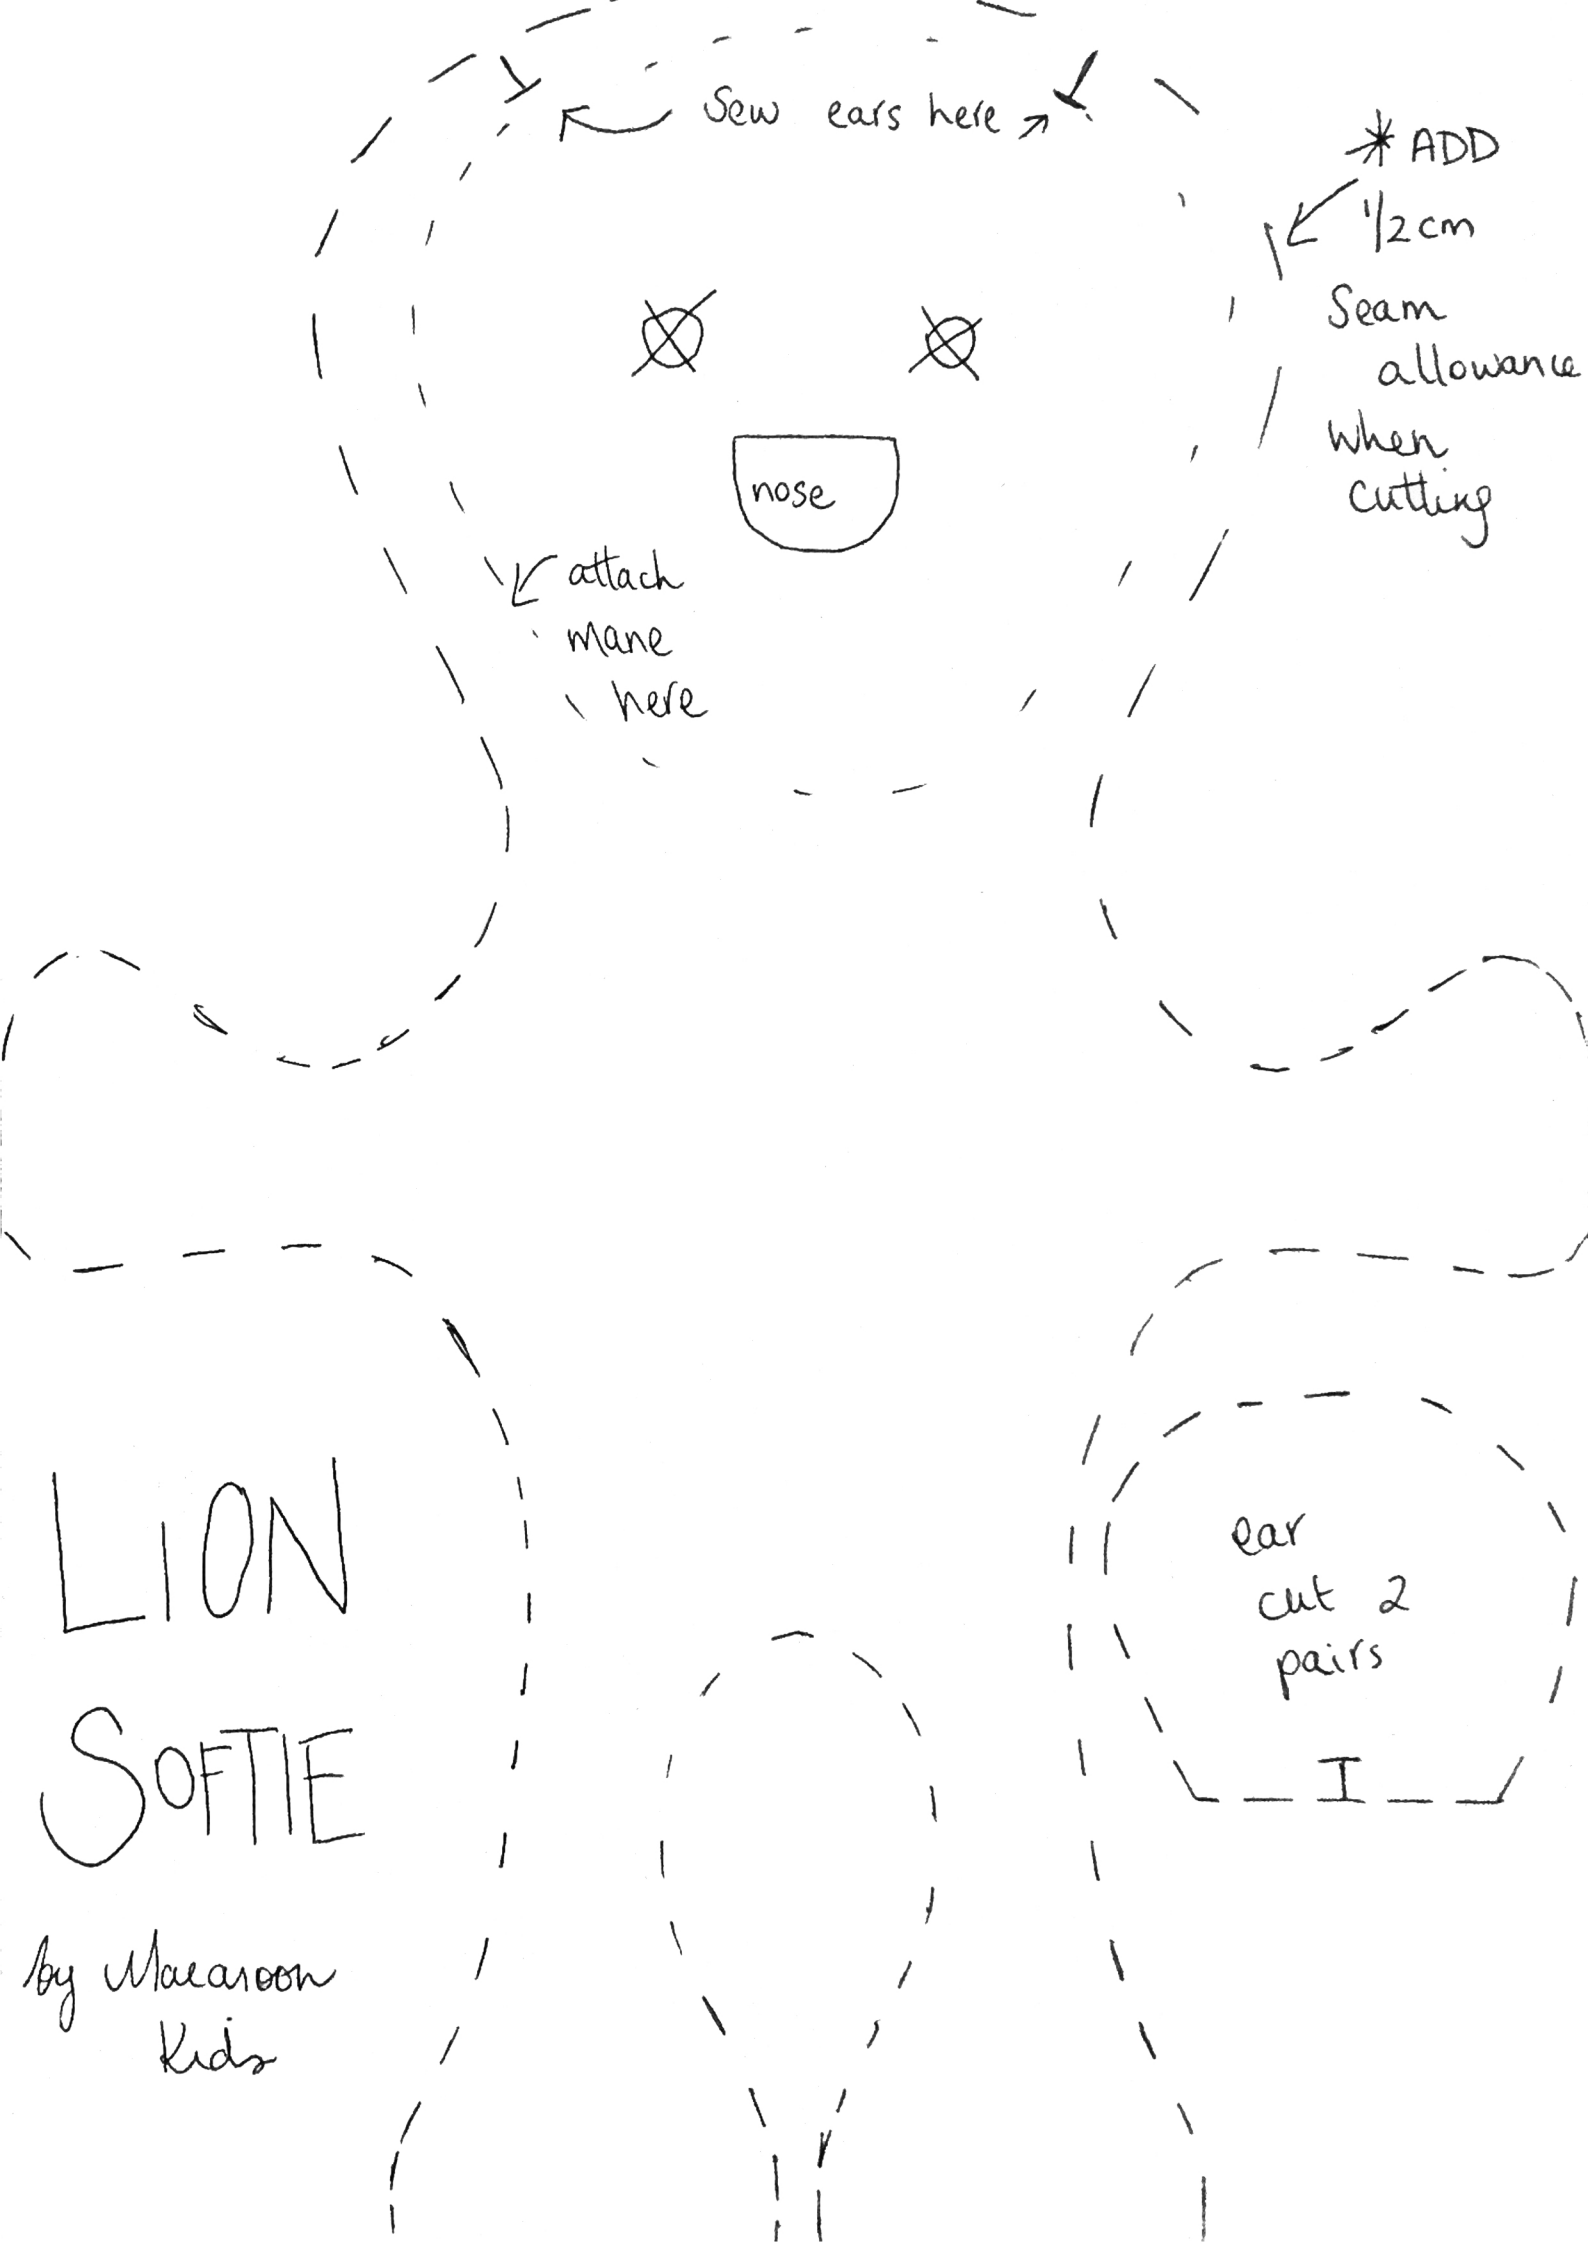 Sew ears here
* ADD
1/2 cm
Seam
allowance
when
cutting
nose
attach
mane
here
LiON
SOFTIE
by Macaroon
Kids
ear
cut 2
pairs